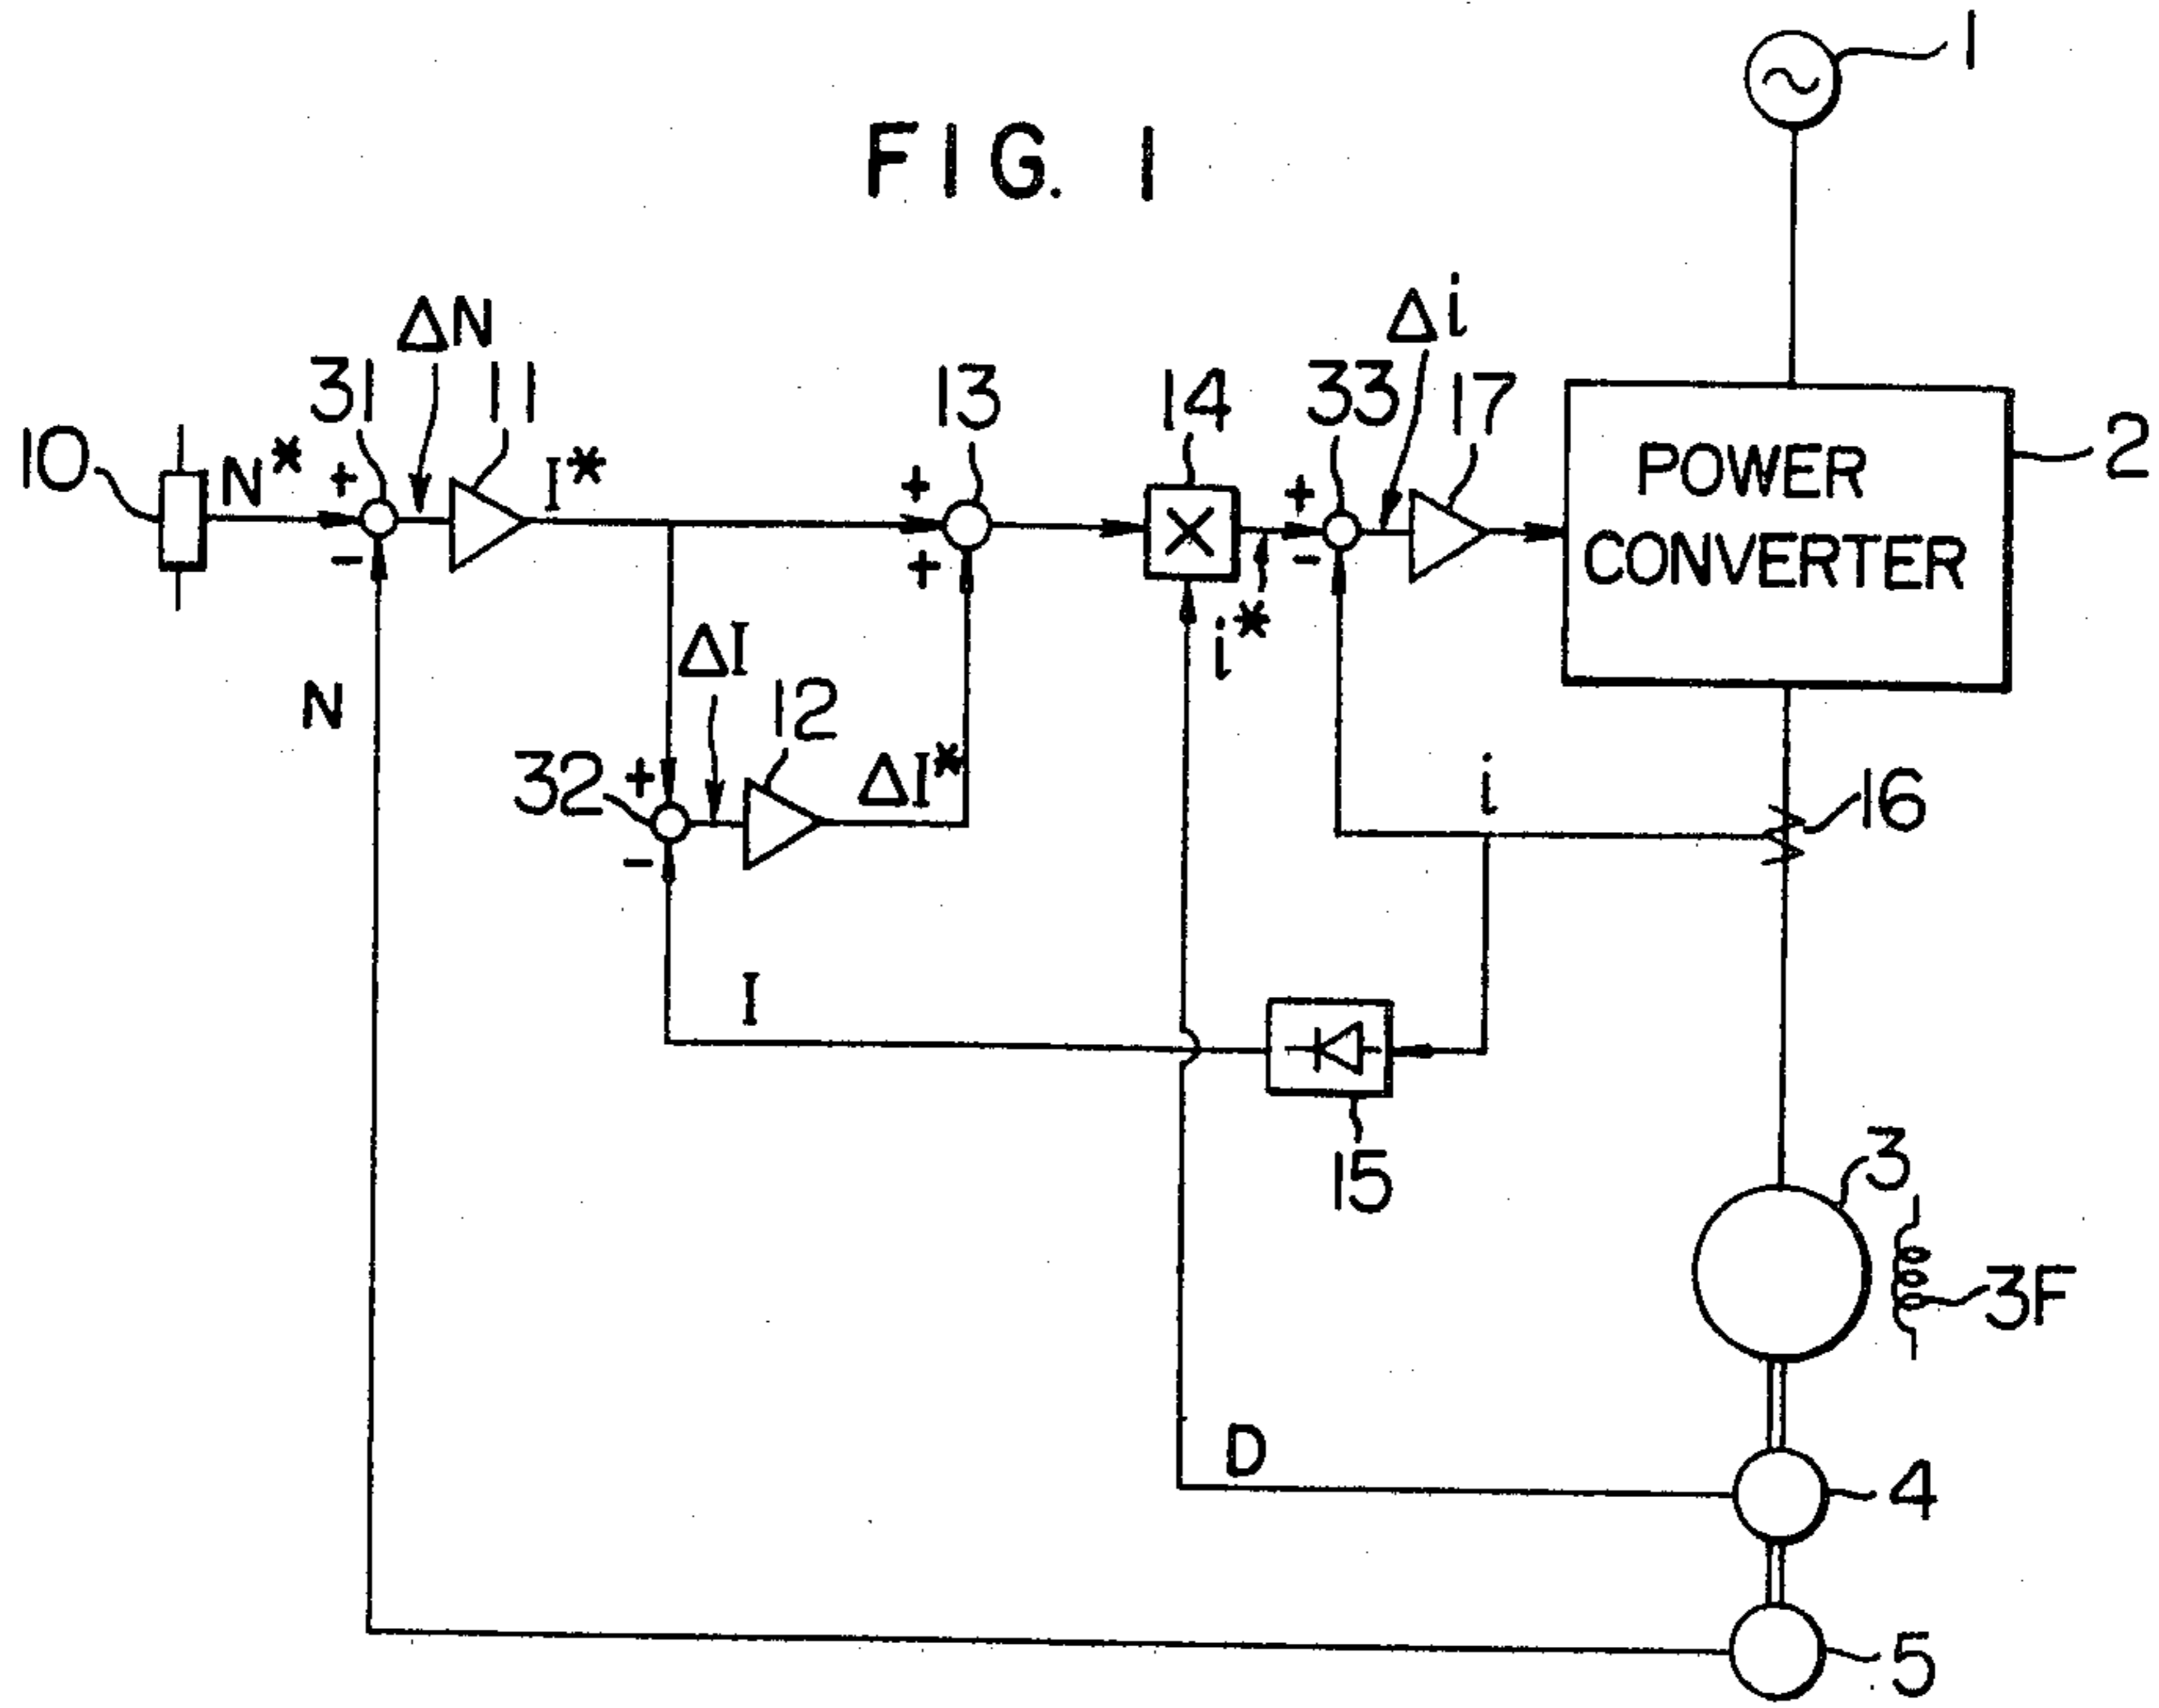 1
FIG. 1
ΔN
Δi
31
11
13
14
33
17
10
N*
+
I*
+
+
POWER
CONVERTER
2
-
+
-
i*
N
ΔI
12
32
+
ΔI*
i
16
-
I
15
3
3F
D
4
5